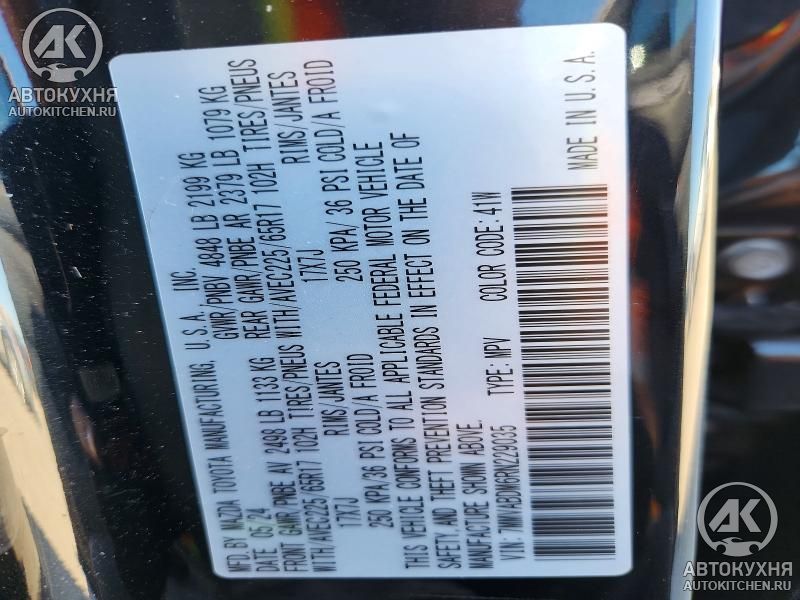 MFD BY MAZDA TOYOTA MANUFACTURING, U.S.A., INC.
DATE 05/24 GVWR/PNBV 4848 LB 2199 KG
FRONT GAWR/PNBE AV 2498 LB 1133 KG REAR GAWR/PNBE AR 2379 LB 1079 KG
WITH/AVEC225/65R17 102H TIRES/PNEUS WITH/AVEC225/65R17 102H TIRES/PNEUS
17X7J RIMS/JANTES 17X7J RIMS/JANTES
250 KPA/36 PSI COLD/A FROID 250 KPA/36 PSI COLD/A FROID
THIS VEHICLE CONFORMS TO ALL APPLICABLE FEDERAL MOTOR VEHICLE
SAFETY AND THEFT PREVENTION STANDARDS IN EFFECT ON THE DATE OF
MANUFACTURE SHOWN ABOVE.
VIN: 7MMVABDM6RN229035 TYPE: MPV COLOR CODE: 41W
MADE IN U.S.A.
AK
АВТОКУХНЯ
AUTOKITCHEN.RU
AK
АВТОКУХНЯ
AUTOKITCHEN.RU